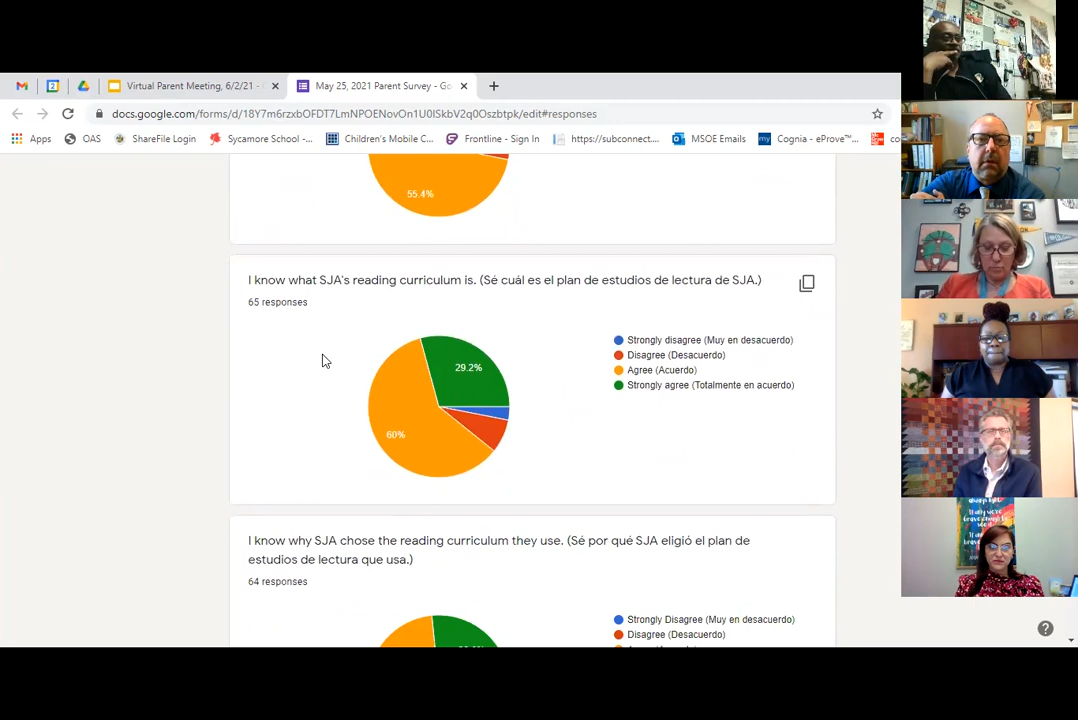 Virtual Parent Meeting, 6/2/21 -
May 25, 2021 Parent Survey - Go
docs.google.com/forms/d/18Y7m6rzxbOFDT7LmNPOENovOn1U0ISkbV2q0Oszbtpk/edit#responses
Apps OAS ShareFile Login Sycamore School -... Children's Mobile C... Frontline - Sign In https://subconnect.... MSOE Emails Cognia - eProve™...
55.4%
I know what SJA's reading curriculum is. (Sé cuál es el plan de estudios de lectura de SJA.)
65 responses
29.2%
60%
Strongly disagree (Muy en desacuerdo)
Disagree (Desacuerdo)
Agree (Acuerdo)
Strongly agree (Totalmente en acuerdo)
I know why SJA chose the reading curriculum they use. (Sé por qué SJA eligió el plan de
estudios de lectura que usa.)
64 responses
Strongly Disagree (Muy en desacuerdo)
Disagree (Desacuerdo)